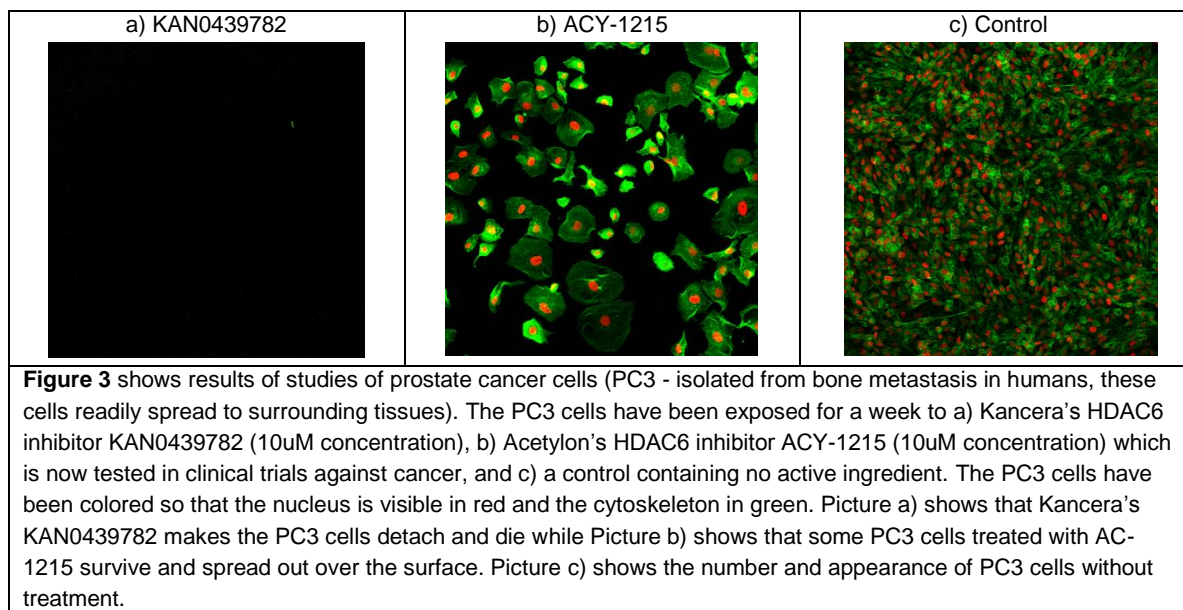 a) KAN0439782
b) ACY-1215
c) Control
Figure 3 shows results of studies of prostate cancer cells (PC3 - isolated from bone metastasis in humans, these
cells readily spread to surrounding tissues). The PC3 cells have been exposed for a week to a) Kancera's HDAC6
inhibitor KAN0439782 (10uM concentration), b) Acetylon's HDAC6 inhibitor ACY-1215 (10uM concentration) which
is now tested in clinical trials against cancer, and c) a control containing no active ingredient. The PC3 cells have
been colored so that the nucleus is visible in red and the cytoskeleton in green. Picture a) shows that Kancera's
KAN0439782 makes the PC3 cells detach and die while Picture b) shows that some PC3 cells treated with AC-
1215 survive and spread out over the surface. Picture c) shows the number and appearance of PC3 cells without
treatment.